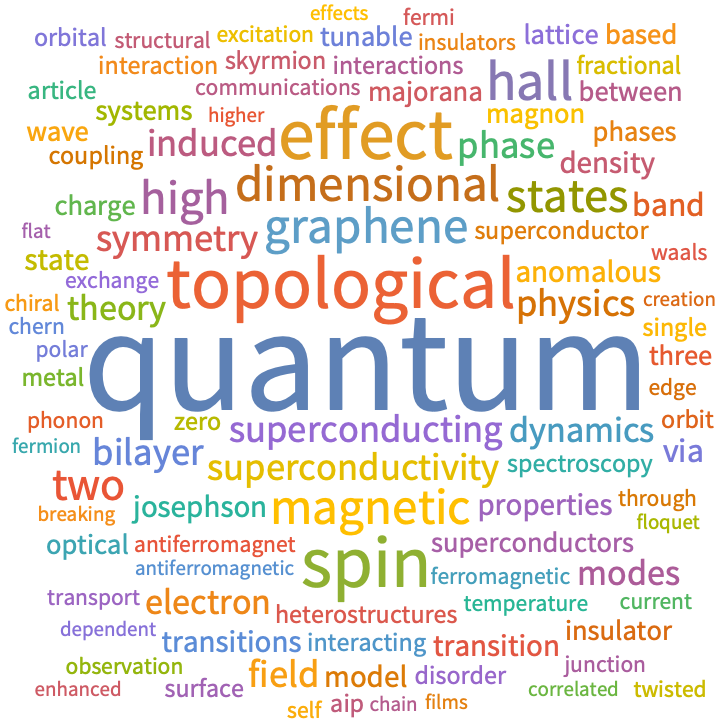 effects fermi
orbital structural excitation tunable insulators lattice based
interaction skyrmion interactions hall fractional
article communications majorana between
systems higher magnon
wave induced effect phase phases
coupling density
charge high dimensional states band
flat symmetry graphene superconductor
state waals
exchange topological anomalous
chiral theory physics creation
chern single
polar quantum three
metal edge
phonon zero superconducting dynamics orbit
fermion bilayer superconductivity spectroscopy via
two josephson magnetic properties through
breaking floquet
optical antiferromagnet spin superconductors
antiferromagnetic ferromagnetic modes
transport electron heterostructures temperature current
dependent transitions interacting transition insulator
observation field model disorder junction
enhanced surface self aip chain films correlated twisted